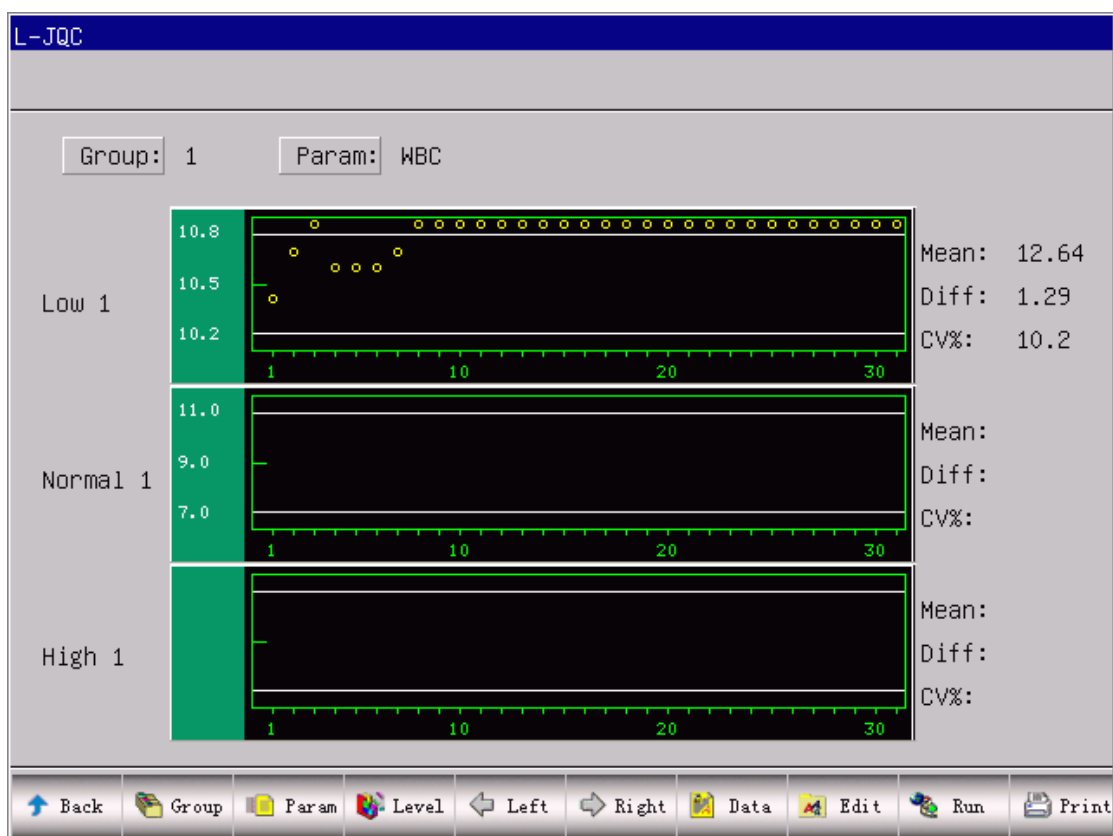 L-JQC
Group: 1 Param: WBC
Low 1
10.8
10.5
10.2
1 10 20 30
Mean: 12.64
Diff: 1.29
CV%: 10.2
Normal 1
11.0
9.0
7.0
1 10 20 30
Mean:
Diff:
CV%:
High 1
1 10 20 30
Mean:
Diff:
CV%:
Back Group Param Level Left Right Data Edit Run Print